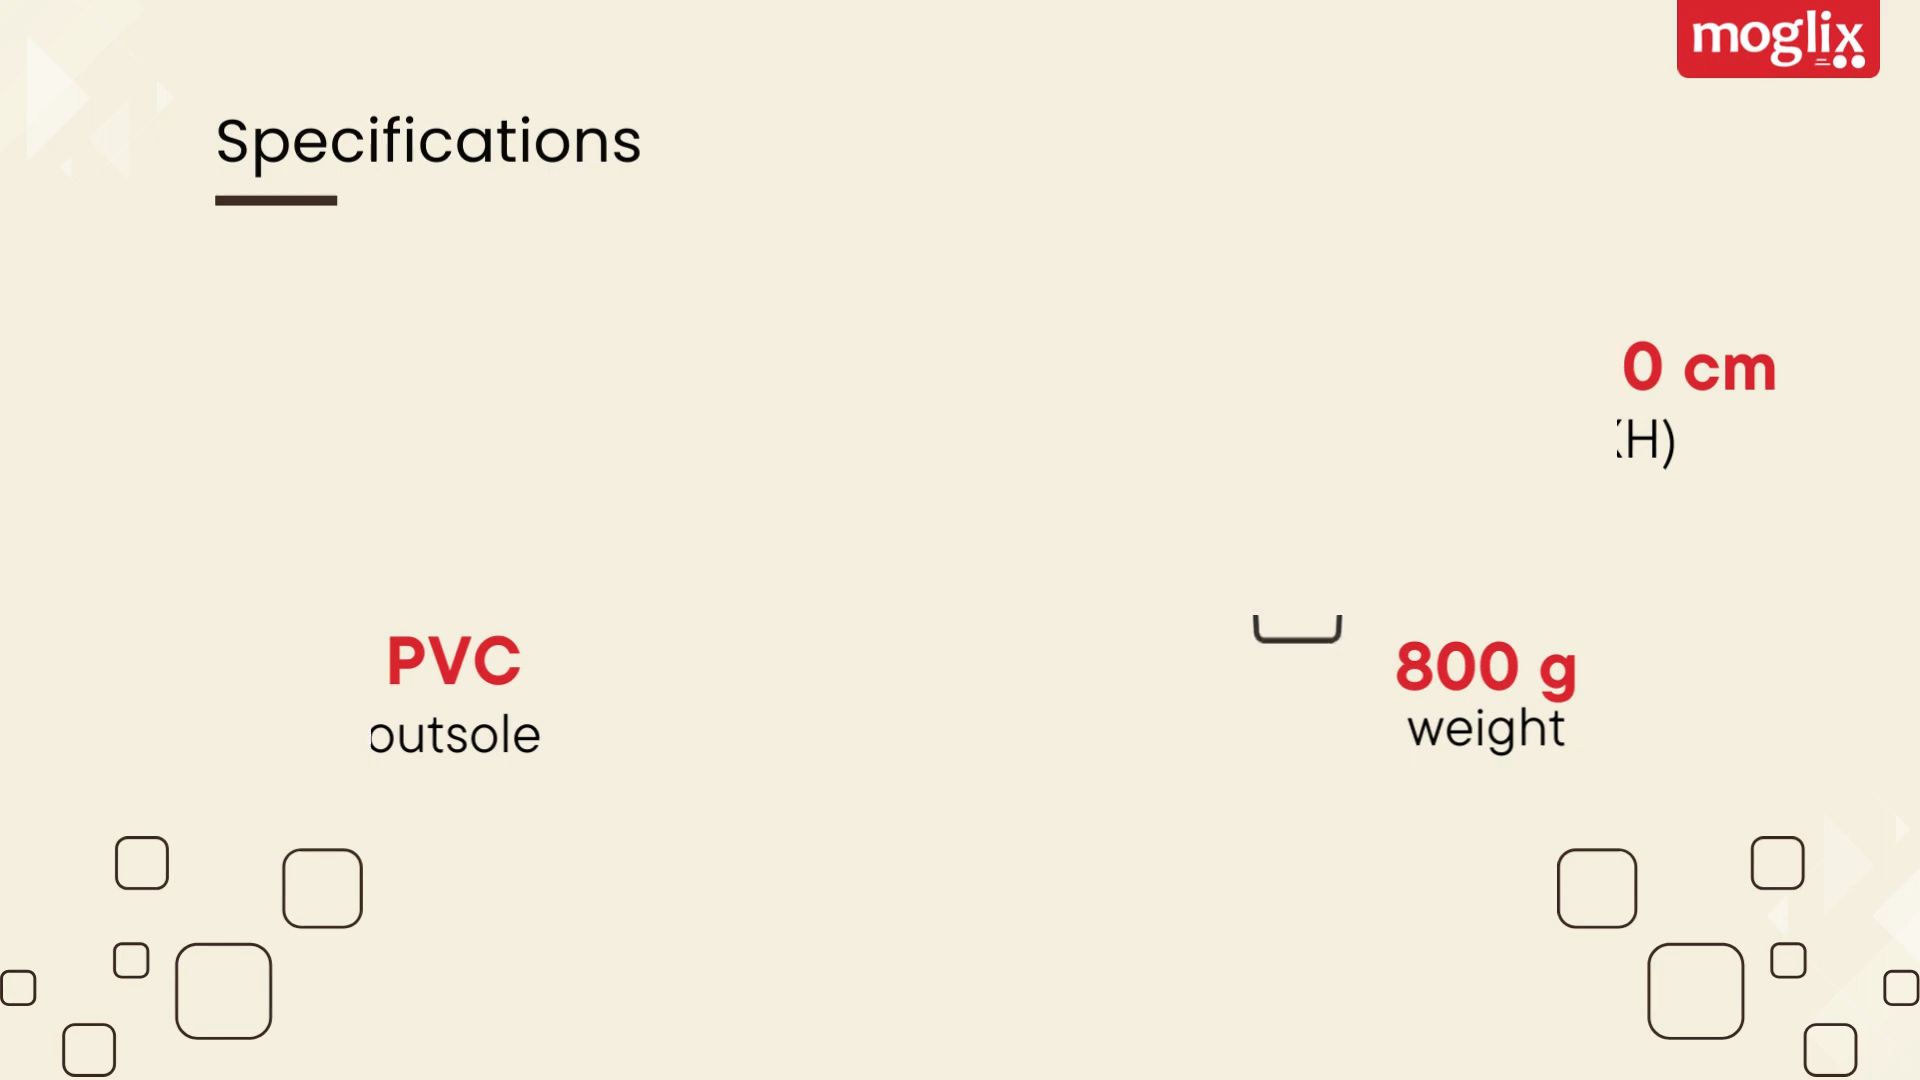 moglix
Specifications
0 cm
H)
PVC
outsole
800 g
weight